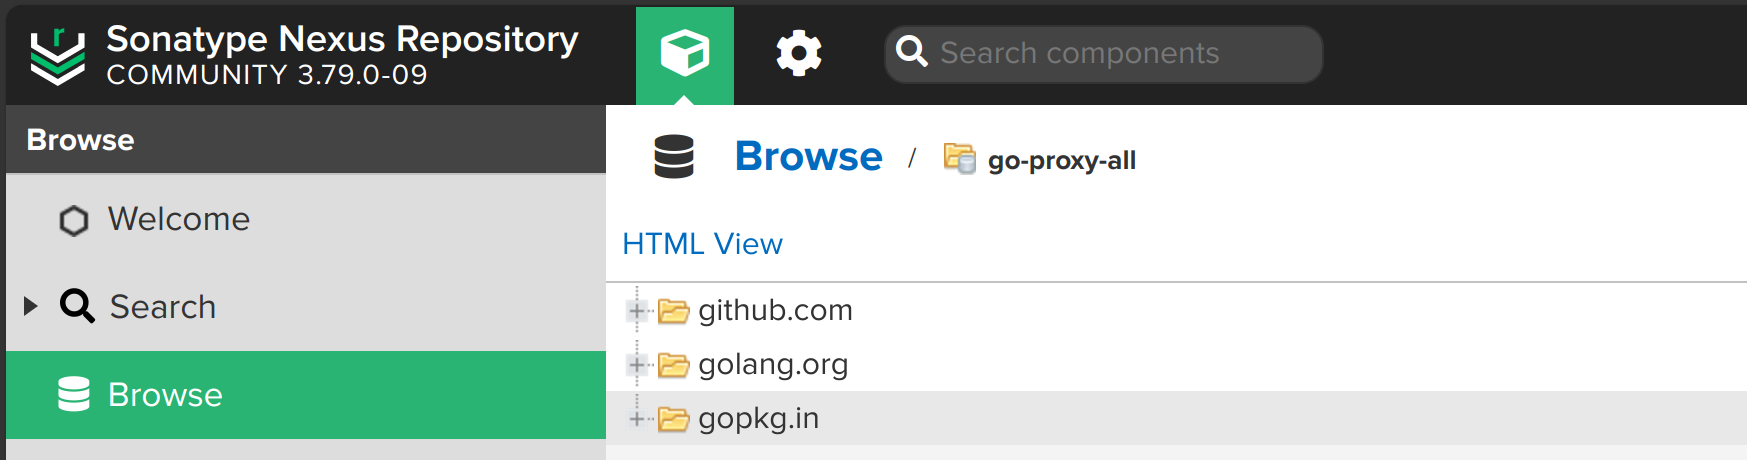 r
Sonatype Nexus Repository
COMMUNITY 3.79.0-09
Search components
Browse
Welcome
Search
Browse
Browse / go-proxy-all
HTML View
github.com
golang.org
gopkg.in